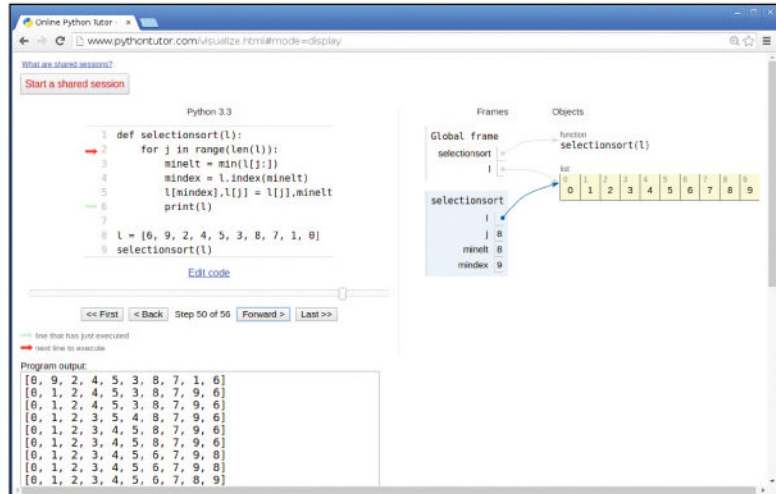 Online Python Tutor -
www.pythontutor.com/visualize.html#mode=display
What are shared sessions?
Start a shared session
Python 3.3
1 def selectionsort(l):
2 for j in range(len(l)):
3 minelt = min(l[j:])
4 mindex = l.index(minelt)
5 l[mindex],l[j] = l[j],minelt
6 print(l)
7
8 l = [6, 9, 2, 4, 5, 3, 8, 7, 1, 0]
9 selectionsort(l)
Edit code
<< First < Back Step 50 of 56 Forward > Last >>
line that has just executed
next line to execute
Program output:
[0, 9, 2, 4, 5, 3, 8, 7, 1, 6]
[0, 1, 2, 4, 5, 3, 8, 7, 9, 6]
[0, 1, 2, 4, 5, 3, 8, 7, 9, 6]
[0, 1, 2, 3, 5, 4, 8, 7, 9, 6]
[0, 1, 2, 3, 4, 5, 8, 7, 9, 6]
[0, 1, 2, 3, 4, 5, 8, 7, 9, 6]
[0, 1, 2, 3, 4, 5, 6, 7, 9, 8]
[0, 1, 2, 3, 4, 5, 6, 7, 9, 8]
[0, 1, 2, 3, 4, 5, 6, 7, 8, 9]
Frames Objects
Global frame
selectionsort
l
function
selectionsort(l)
list
0 1 2 3 4 5 6 7 8 9
0 1 2 3 4 5 6 7 8 9
selectionsort
l
j 8
minelt 8
mindex 9